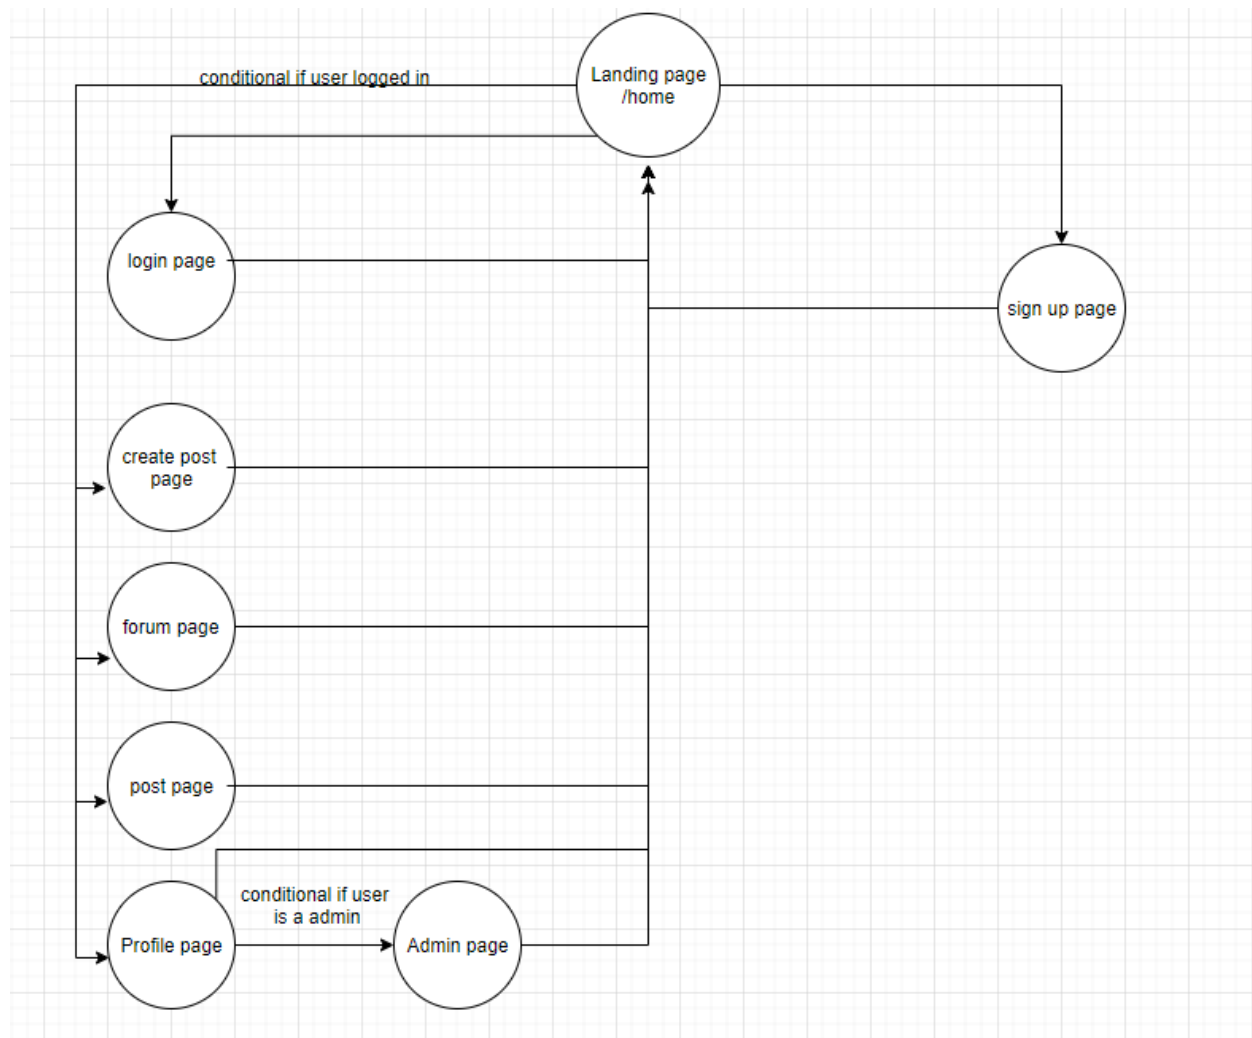 Landing page
/home
conditional if user logged in
login page
sign up page
create post
page
forum page
post page
conditional if user
is a admin
Profile page
Admin page